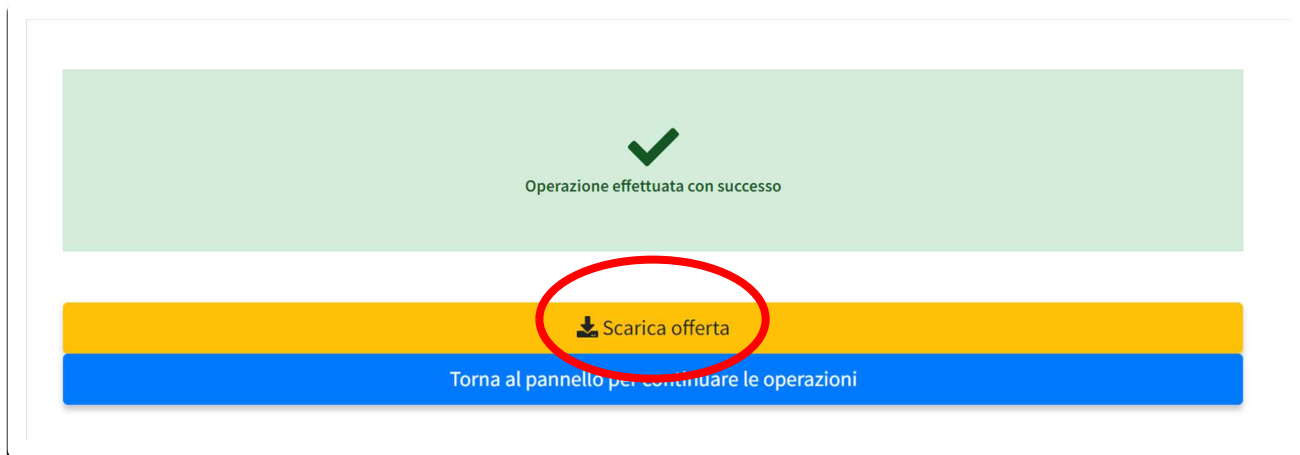 Operazione effettuata con successo
Scarica offerta
Torna al pannello per continuare le operazioni